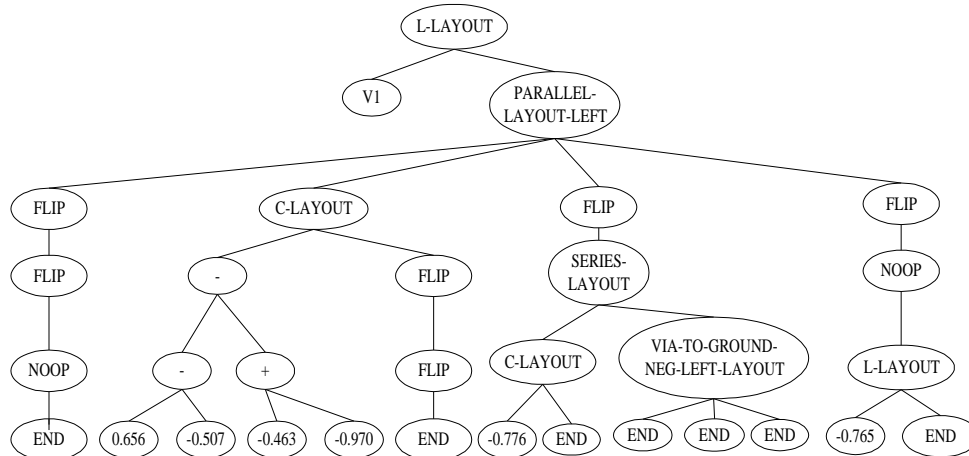 L-LAYOUT
V1
PARALLEL-
LAYOUT-LEFT
FLIP
C-LAYOUT
FLIP
FLIP
FLIP
-
FLIP
SERIES-
LAYOUT
NOOP
NOOP
-
+
FLIP
C-LAYOUT
VIA-TO-GROUND-
NEG-LEFT-LAYOUT
L-LAYOUT
END
0.656
-0.507
-0.463
-0.970
END
-0.776
END
END
END
END
-0.765
END